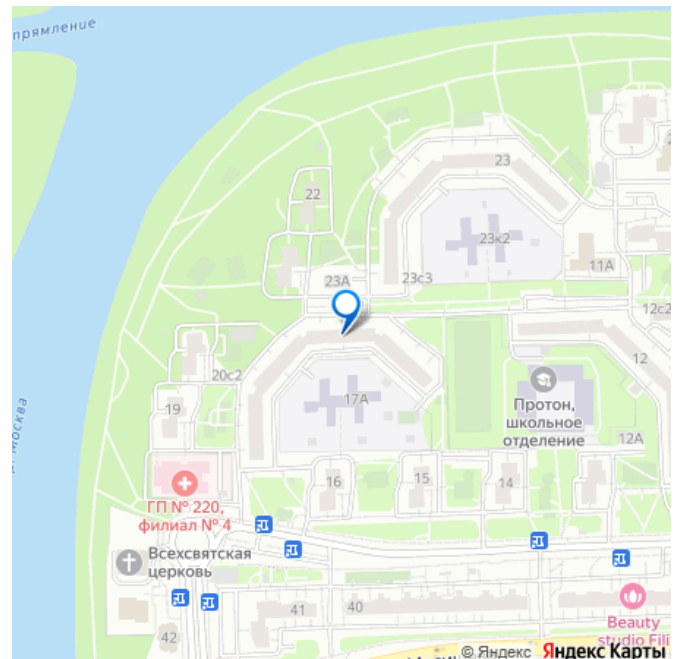 прямление
22
23
23к2
11А
23А
23с3
12с2
12
20с2
17А
19
Протон,
школьное
отделение
12А
16
15
14
ГП № 220,
филиал № 4
Всехсвятская
церковь
Москва
41
40
42
Beauty
studio Fili
© Яндекс Яндекс Карты